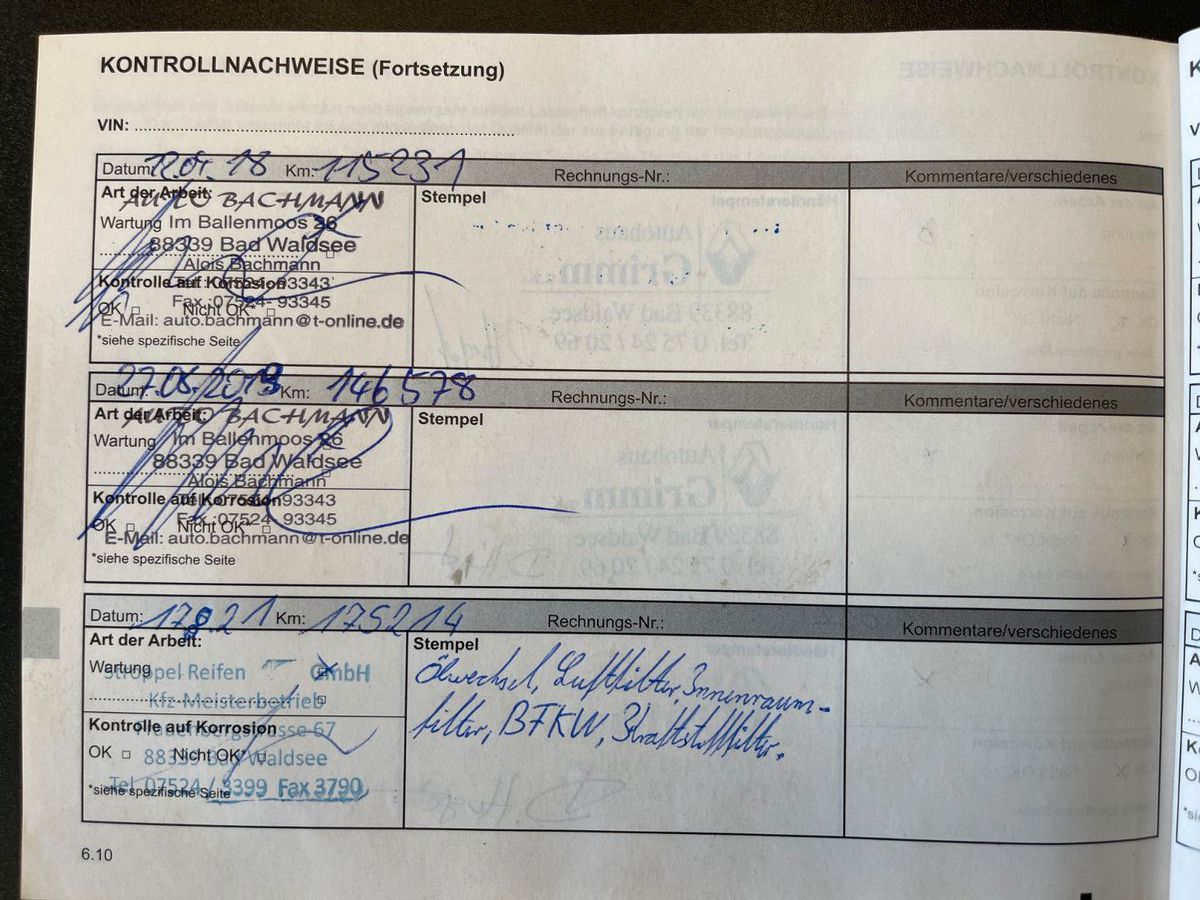 KONTROLLNACHWEISE (Fortsetzung)
VIN:
Datum: 12.01.18 Km: 115231 Rechnungs-Nr.: Kommentare/verschiedenes
Art der Arbeit: Stempel
AUTO BACHMANN
Wartung
Im Ballenmoos 26
88339 Bad Waldsee
Alois Bachmann
Kontrolle auf Korrosion
Tel.: 07524-93343
Fax.:07524-93345
OK Nicht OK*
E-Mail: auto.bachmann@t-online.de
*siehe spezifische Seite
Datum: 27.05.2019 Km: 146578 Rechnungs-Nr.: Kommentare/verschiedenes
Art der Arbeit: Stempel
AUTO BACHMANN
Wartung
Im Ballenmoos 26
88339 Bad Waldsee
Alois Bachmann
Kontrolle auf Korrosion
Tel.: 07524-93343
Fax.:07524-93345
OK Nicht OK*
E-Mail: auto.bachmann@t-online.de
*siehe spezifische Seite
Datum: 17.8.21 Km: 175214 Rechnungs-Nr.: Kommentare/verschiedenes
Art der Arbeit: Stempel
Wartung
Stroppel Reifen GmbH
Kfz-Meisterbetrieb
Kontrolle auf Korrosion
OK Nicht OK*
88339 Bad Waldsee
Tel. 07524 / 3399 Fax 3790
*siehe spezifische Seite
Ölwechsel, Luftfilter, Innenraum-
filter, BFKW, Kraftstofffilter.
6.10